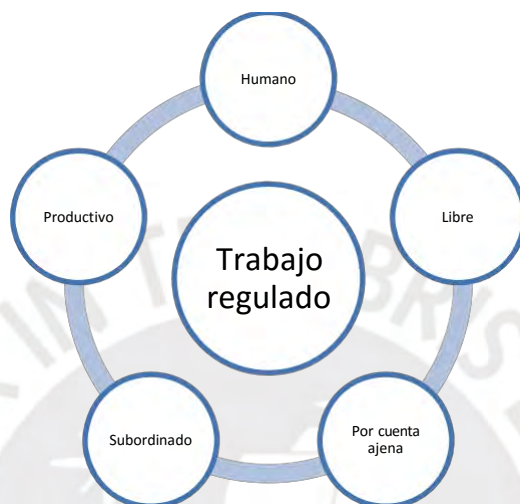 Humano
Productivo
Libre
Trabajo
regulado
Subordinado
Por cuenta
ajena